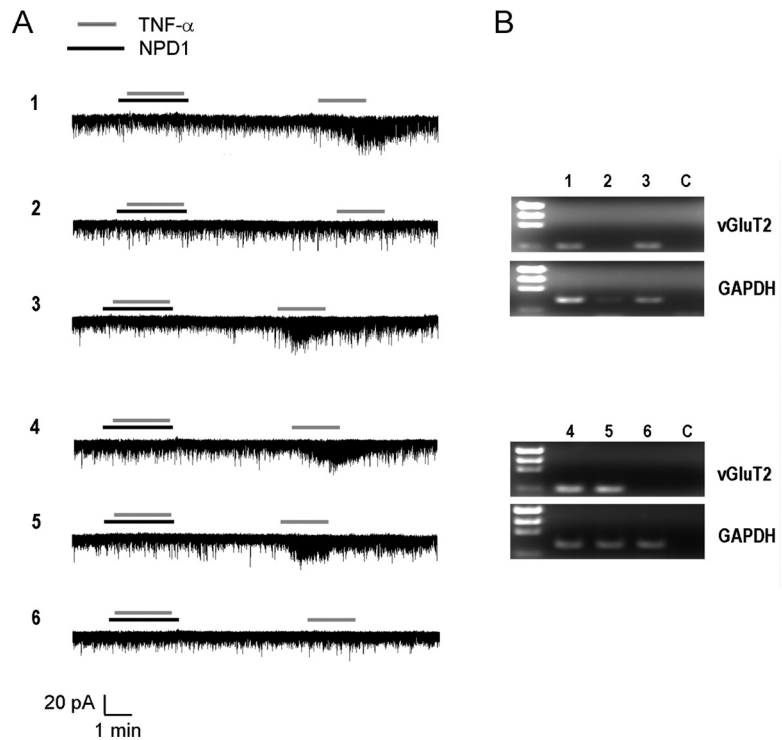 A
TNF-α
NPD1
1
2
3
4
5
6
20 pA
1 min
B
1 2 3 C
vGluT2
GAPDH
4 5 6 C
vGluT2
GAPDH